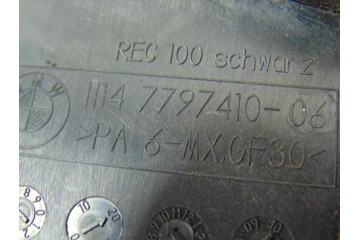 REC 100 schwarz
1114 7797410-06
>PA 6-MX.GF30<